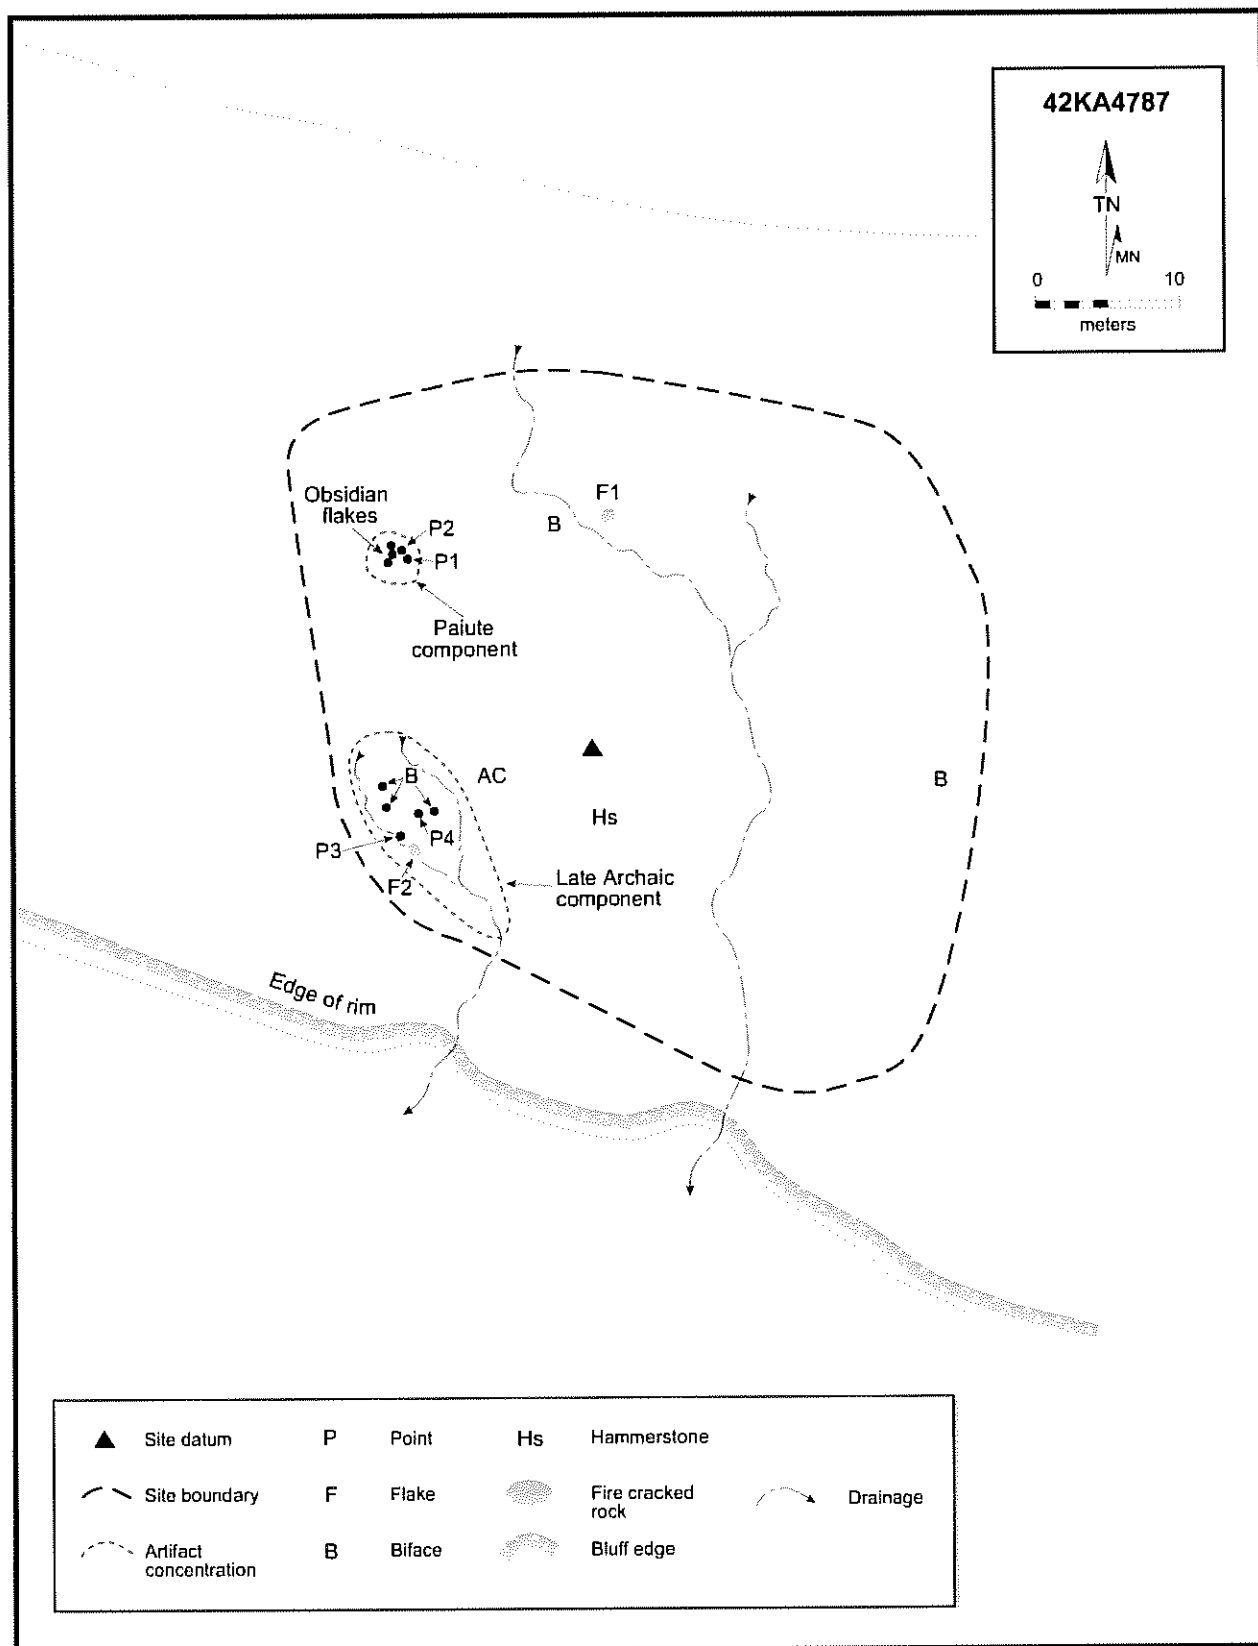 42KA4787
TN
MN
0 10
meters
Obsidian
flakes
P2
P1
F1
B
Paiute
component
B
AC
B
Hs
P4
P3
F2
Late Archaic
component
Edge of rim
Site datum P Point Hs Hammerstone
Site boundary F Flake Fire cracked
rock Drainage
Artifact
concentration B Biface Bluff edge